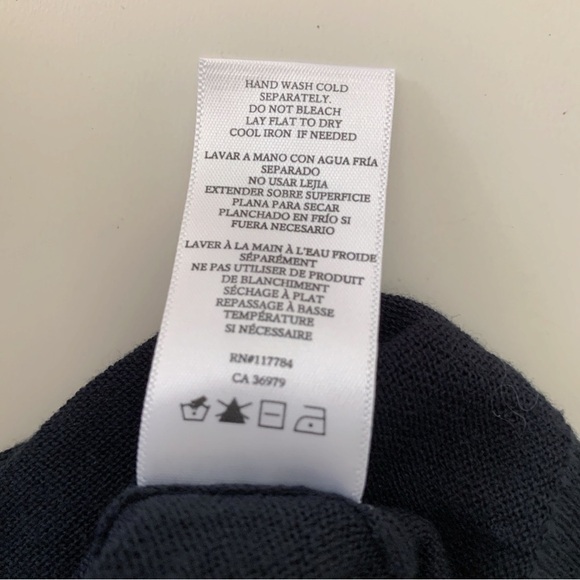 HAND WASH COLD
SEPARATELY.
DO NOT BLEACH
LAY FLAT TO DRY
COOL IRON IF NEEDED
LAVAR A MANO CON AGUA FRÍA
SEPARADO
NO USAR LEJIA
EXTENDER SOBRE SUPERFICIE
PLANA PARA SECAR
PLANCHADO EN FRÍO SI
FUERA NECESARIO
LAVER À LA MAIN À L'EAU FROIDE
SÉPARÉMENT
NE PAS UTILISER DE PRODUIT
DE BLANCHIMENT
SÉCHAGE À PLAT
REPASSAGE À BASSE
TEMPÉRATURE
SI NÉCESSAIRE
RN#117784
CA 36979